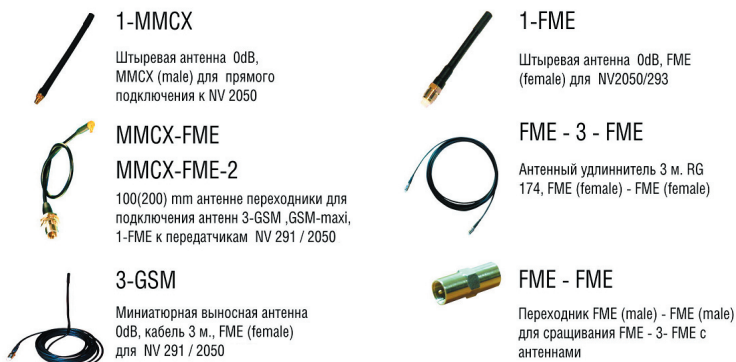 1-MMCX
Штыревая антенна 0dB,
MMCX (male) для прямого
подключения к NV 2050
MMCX-FME
MMCX-FME-2
100(200) mm антенне переходники для
подключения антенн 3-GSM ,GSM-maxi,
1-FME к передатчикам NV 291 / 2050
3-GSM
Миниатюрная выносная антенна
0dB, кабель 3 м., FME (female)
для NV 291 / 2050
1-FME
Штыревая антенна 0dB, FME
(female) для NV2050/293
FME - 3 - FME
Антенный удлиннитель 3 м. RG
174, FME (female) - FME (female)
FME - FME
Переходник FME (male) - FME (male)
для сращивания FME - 3- FME с
антеннами